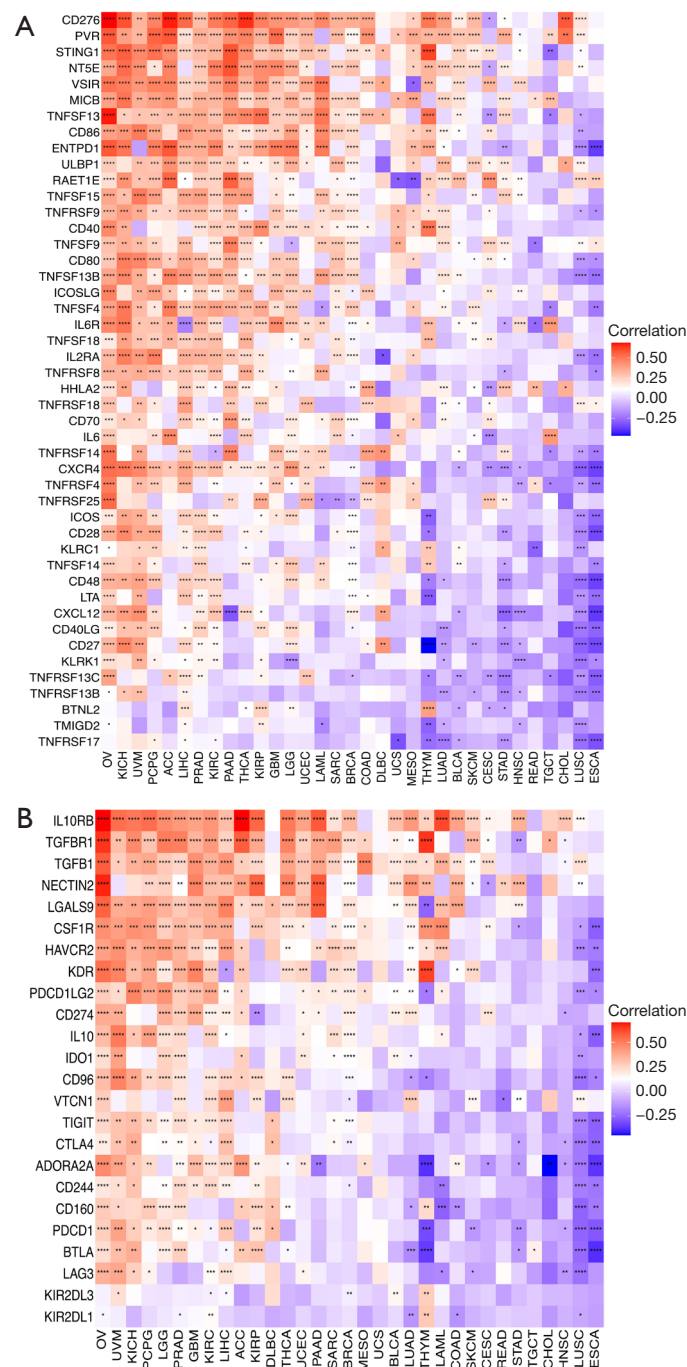 A
CD276
PVR
STING1
NT5E
VSIR
MICB
TNFSF13
CD86
ENTPD1
ULBP1
RAET1E
TNFSF15
TNFRSF9
CD40
TNFSF9
CD80
TNFSF13B
ICOSLG
TNFSF4
IL6R
TNFSF18
IL2RA
TNFRSF8
HHLA2
TNFRSF18
CD70
IL6
TNFRSF14
CXCR4
TNFRSF4
TNFRSF25
ICOS
CD28
KLRC1
TNFSF14
CD48
LTA
CXCL12
CD40LG
CD27
KLRK1
TNFRSF13C
TNFRSF13B
BTNL2
TMIGD2
TNFRSF17
OV KICH UVM PCPG ACC LIHC PRAD KIRC PAAD THCA KIRP GBM LGG UCEC LAML SARC BRCA COAD DLBC UCS MESO THYM LUAD BLCA SKCM CESC STAD HNSC READ TGCT CHOL LUSC ESCA
Correlation
0.50
0.25
0.00
−0.25
B
IL10RB
TGFBR1
TGFB1
NECTIN2
LGALS9
CSF1R
HAVCR2
KDR
PDCD1LG2
CD274
IL10
IDO1
CD96
VTCN1
TIGIT
CTLA4
ADORA2A
CD244
CD160
PDCD1
BTLA
LAG3
KIR2DL3
KIR2DL1
OV UVM KICH PCPG LGG PRAD GBM KIRC LIHC ACC KIRP DLBC THCA UCEC PAAD SARC BRCA MESO UCS BLCA LUAD THYM LAML COAD SKCM CESC READ STAD TGCT CHOL HNSC LUSC ESCA
Correlation
0.50
0.25
0.00
−0.25